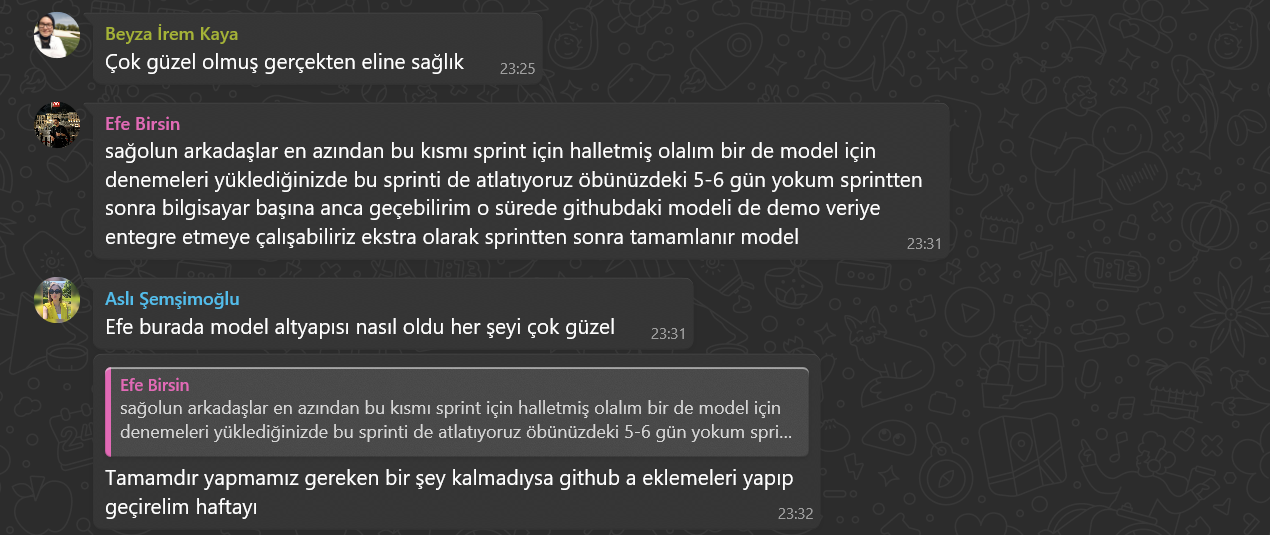 Beyza İrem Kaya
Çok güzel olmuş gerçekten eline sağlık
23:25
Efe Birsin
sağolun arkadaşlar en azından bu kısmı sprint için halletmiş olalım bir de model için
denemeleri yüklediğinizde bu sprinti de atlatıyoruz öbünüzdeki 5-6 gün yokum sprintten
sonra bilgisayar başına anca geçebilirim o sürede githubdaki modeli de demo veriye
entegre etmeye çalışabiliriz ekstra olarak sprintten sonra tamamlanır model
23:31
Aslı Şemşimoğlu
Efe burada model altyapısı nasıl oldu her şeyi çok güzel
23:31
Efe Birsin
sağolun arkadaşlar en azından bu kısmı sprint için halletmiş olalım bir de model için
denemeleri yüklediğinizde bu sprinti de atlatıyoruz öbünüzdeki 5-6 gün yokum spri...
Tamamdır yapmamız gereken bir şey kalmadıysa github a eklemeleri yapıp
geçirelim haftayı
23:32